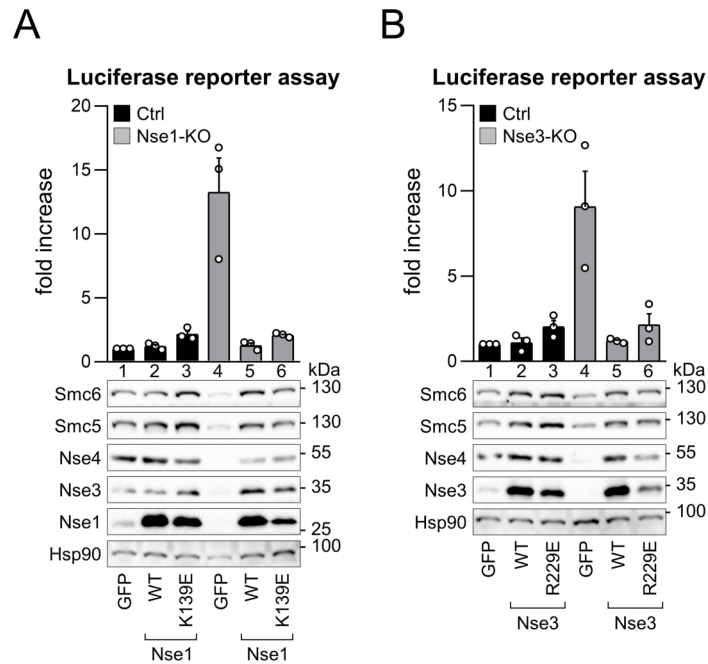 A
Luciferase reporter assay
fold increase
20
15
10
5
0
Ctrl
Nse1-KO
1 2 3 4 5 6 kDa
Smc6 130
Smc5 130
Nse4 55
Nse3 35
Nse1 25
Hsp90 100
GFP WT K139E GFP WT K139E
Nse1 Nse1
B
Luciferase reporter assay
fold increase
15
10
5
0
Ctrl
Nse3-KO
1 2 3 4 5 6 kDa
Smc6 130
Smc5 130
Nse4 55
Nse3 35
Hsp90 100
GFP WT R229E GFP WT R229E
Nse3 Nse3